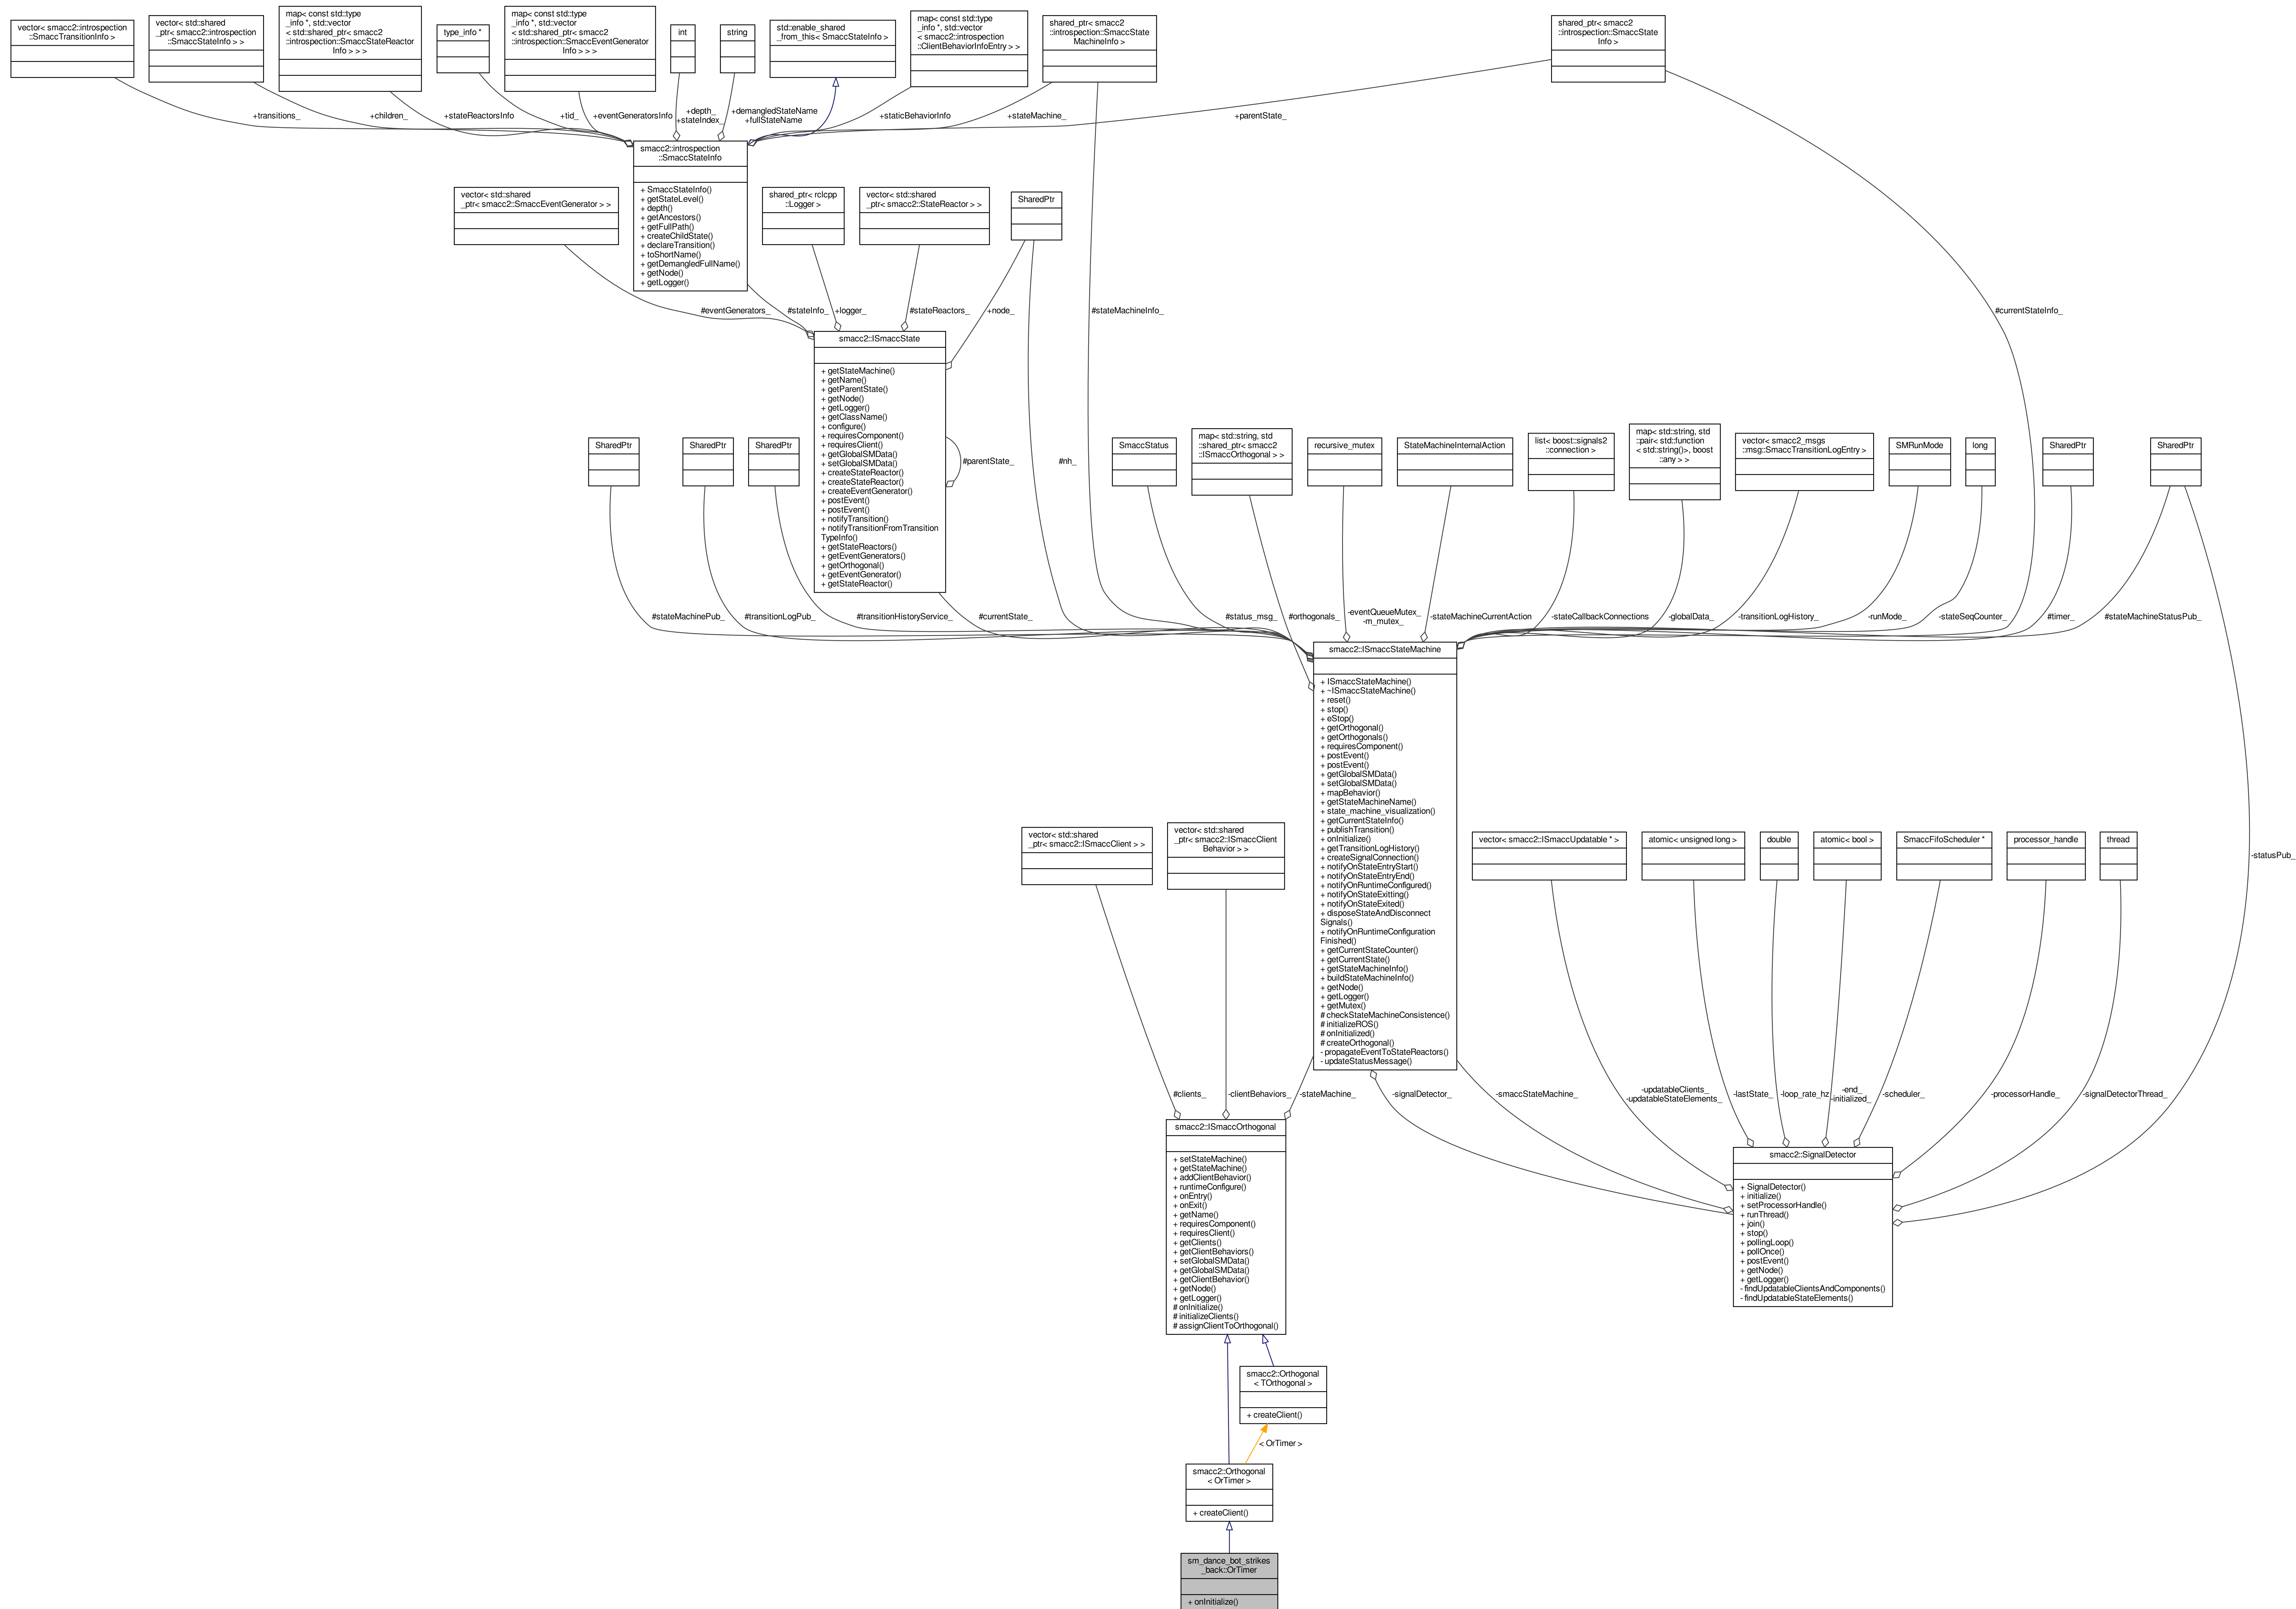 vector< smacc2::introspection
::SmaccTransitionInfo >
vector< std::shared
_ptr< smacc2::introspection
::SmaccStateInfo > >
map< const std::type
_info *, std::vector
< std::shared_ptr< smacc2
::introspection::SmaccStateReactor
Info > > >
type_info *
map< const std::type
_info *, std::vector
< std::shared_ptr< smacc2
::introspection::SmaccEventGenerator
Info > > >
int
string
std::enable_shared
_from_this< SmaccStateInfo >
map< const std::type
_info *, std::vector
< smacc2::introspection
::ClientBehaviorInfoEntry > >
shared_ptr< smacc2
::introspection::SmaccState
MachineInfo >
shared_ptr< smacc2
::introspection::SmaccState
Info >
+transitions_
+children_
+stateReactorsInfo
+tid_
+eventGeneratorsInfo
+depth_
+stateIndex_
+demangledStateName
+fullStateName
+staticBehaviorInfo
+stateMachine_
+parentState_
smacc2::introspection
::SmaccStateInfo
+ SmaccStateInfo()
+ getStateLevel()
+ depth()
+ getAncestors()
+ getFullPath()
+ createChildState()
+ declareTransition()
+ toShortName()
+ getDemangledFullName()
+ getNode()
+ getLogger()
vector< std::shared
_ptr< smacc2::SmaccEventGenerator > >
shared_ptr< rclcpp
::Logger >
vector< std::shared
_ptr< smacc2::StateReactor > >
SharedPtr
#eventGenerators_
#stateInfo_
+logger_
#stateReactors_
+node_
#stateMachineInfo_
#currentStateInfo_
smacc2::ISmaccState
+ getStateMachine()
+ getName()
+ getParentState()
+ getNode()
+ getLogger()
+ getClassName()
+ configure()
+ requiresComponent()
+ requiresClient()
+ getGlobalSMData()
+ setGlobalSMData()
+ createStateReactor()
+ createStateReactor()
+ createEventGenerator()
+ postEvent()
+ postEvent()
+ notifyTransition()
+ notifyTransitionFromTransition
TypeInfo()
+ getStateReactors()
+ getEventGenerators()
+ getOrthogonal()
+ getEventGenerator()
+ getStateReactor()
#parentState_
#nh_
SharedPtr
SharedPtr
SharedPtr
SmaccStatus
map< std::string, std
::shared_ptr< smacc2
::ISmaccOrthogonal > >
recursive_mutex
StateMachineInternalAction
list< boost::signals2
::connection >
map< std::string, std
::pair< std::function
< std::string()>, boost
::any > >
vector< smacc2_msgs
::msg::SmaccTransitionLogEntry >
SMRunMode
long
SharedPtr
SharedPtr
#stateMachinePub_
#transitionLogPub_
#transitionHistoryService_
#currentState_
#status_msg_
#orthogonals_
-eventQueueMutex_
-m_mutex_
-stateMachineCurrentAction
-stateCallbackConnections
-globalData_
-transitionLogHistory_
-runMode_
-stateSeqCounter_
#timer_
#stateMachineStatusPub_
smacc2::ISmaccStateMachine
+ ISmaccStateMachine()
+ ~ISmaccStateMachine()
+ reset()
+ stop()
+ eStop()
+ getOrthogonal()
+ getOrthogonals()
+ requiresComponent()
+ postEvent()
+ postEvent()
+ getGlobalSMData()
+ setGlobalSMData()
+ mapBehavior()
+ getStateMachineName()
+ state_machine_visualization()
+ getCurrentStateInfo()
+ publishTransition()
+ onInitialize()
+ getTransitionLogHistory()
+ createSignalConnection()
+ notifyOnStateEntryStart()
+ notifyOnStateEntryEnd()
+ notifyOnRuntimeConfigured()
+ notifyOnStateExitting()
+ notifyOnStateExited()
+ disposeStateAndDisconnect
Signals()
+ notifyOnRuntimeConfiguration
Finished()
+ getCurrentStateCounter()
+ getCurrentState()
+ getStateMachineInfo()
+ buildStateMachineInfo()
+ getNode()
+ getLogger()
+ getMutex()
# checkStateMachineConsistence()
# initializeROS()
# onInitialized()
# createOrthogonal()
- propagateEventToStateReactors()
- updateStatusMessage()
vector< std::shared
_ptr< smacc2::ISmaccClient > >
vector< std::shared
_ptr< smacc2::ISmaccClient
Behavior > >
vector< smacc2::ISmaccUpdatable * >
atomic< unsigned long >
double
atomic< bool >
SmaccFifoScheduler *
processor_handle
thread
-statusPub_
#clients_
-clientBehaviors_
-stateMachine_
-signalDetector_
-smaccStateMachine_
-updatableClients_
-updatableStateElements_
-lastState_
-loop_rate_hz
-end_
-initialized_
-scheduler_
-processorHandle_
-signalDetectorThread_
smacc2::ISmaccOrthogonal
+ setStateMachine()
+ getStateMachine()
+ addClientBehavior()
+ runtimeConfigure()
+ onEntry()
+ onExit()
+ getName()
+ requiresComponent()
+ requiresClient()
+ getClients()
+ getClientBehaviors()
+ setGlobalSMData()
+ getGlobalSMData()
+ getClientBehavior()
+ getNode()
+ getLogger()
# onInitialize()
# initializeClients()
# assignClientToOrthogonal()
smacc2::SignalDetector
+ SignalDetector()
+ initialize()
+ setProcessorHandle()
+ runThread()
+ join()
+ stop()
+ pollingLoop()
+ pollOnce()
+ postEvent()
+ getNode()
+ getLogger()
- findUpdatableClientsAndComponents()
- findUpdatableStateElements()
smacc2::Orthogonal
< TOrthogonal >
+ createClient()
< OrTimer >
smacc2::Orthogonal
< OrTimer >
+ createClient()
sm_dance_bot_strikes
_back::OrTimer
+ onInitialize()